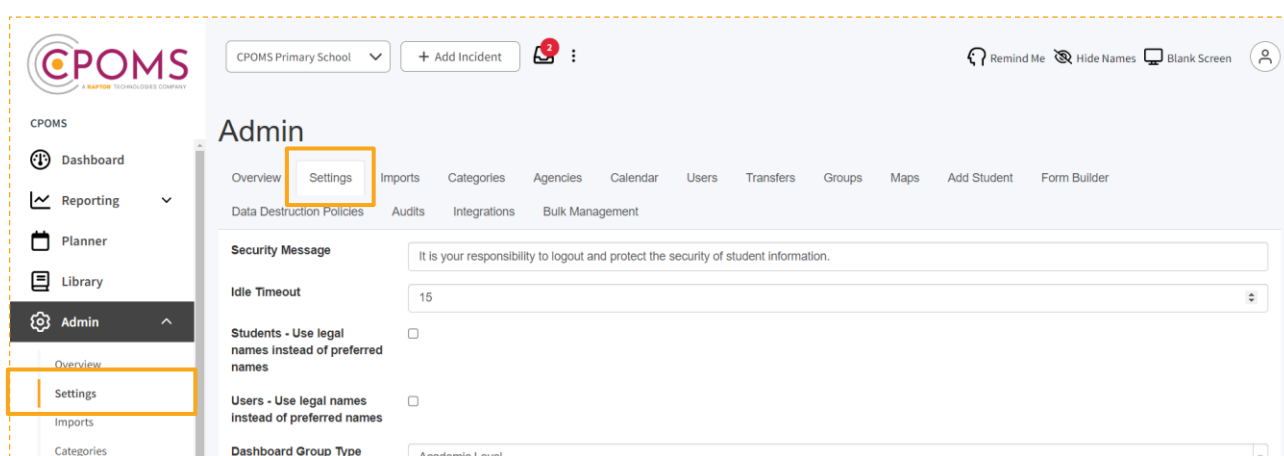 CPOMS
A RAPTOR TECHNOLOGIES COMPANY
CPOMS Primary School
+ Add Incident
2
Remind Me
Hide Names
Blank Screen
CPOMS
Dashboard
Reporting
Planner
Library
Admin
Overview
Settings
Imports
Categories
Admin
Overview Settings Imports Categories Agencies Calendar Users Transfers Groups Maps Add Student Form Builder
Data Destruction Policies Audits Integrations Bulk Management
Security Message
It is your responsibility to logout and protect the security of student information.
Idle Timeout
15
Students - Use legal
names instead of preferred
names
Users - Use legal names
instead of preferred names
Dashboard Group Type
Academic Level